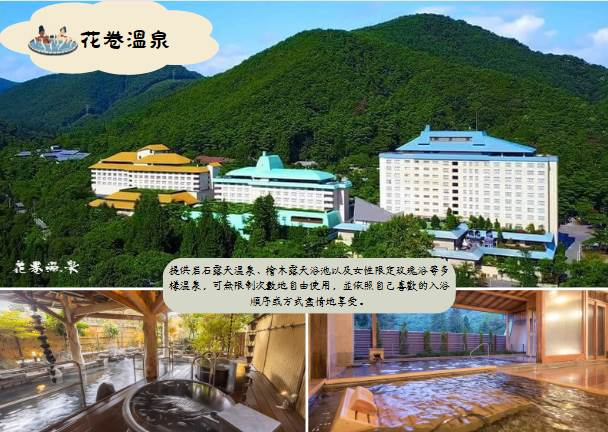 花巻溫泉
花巻温泉
提供岩石露天溫泉、檜木露天浴池以及女性限定玫瑰浴等多
樣溫泉，可無限制次數地自由使用，並依照自己喜歡的入浴
順序或方式盡情地享受。